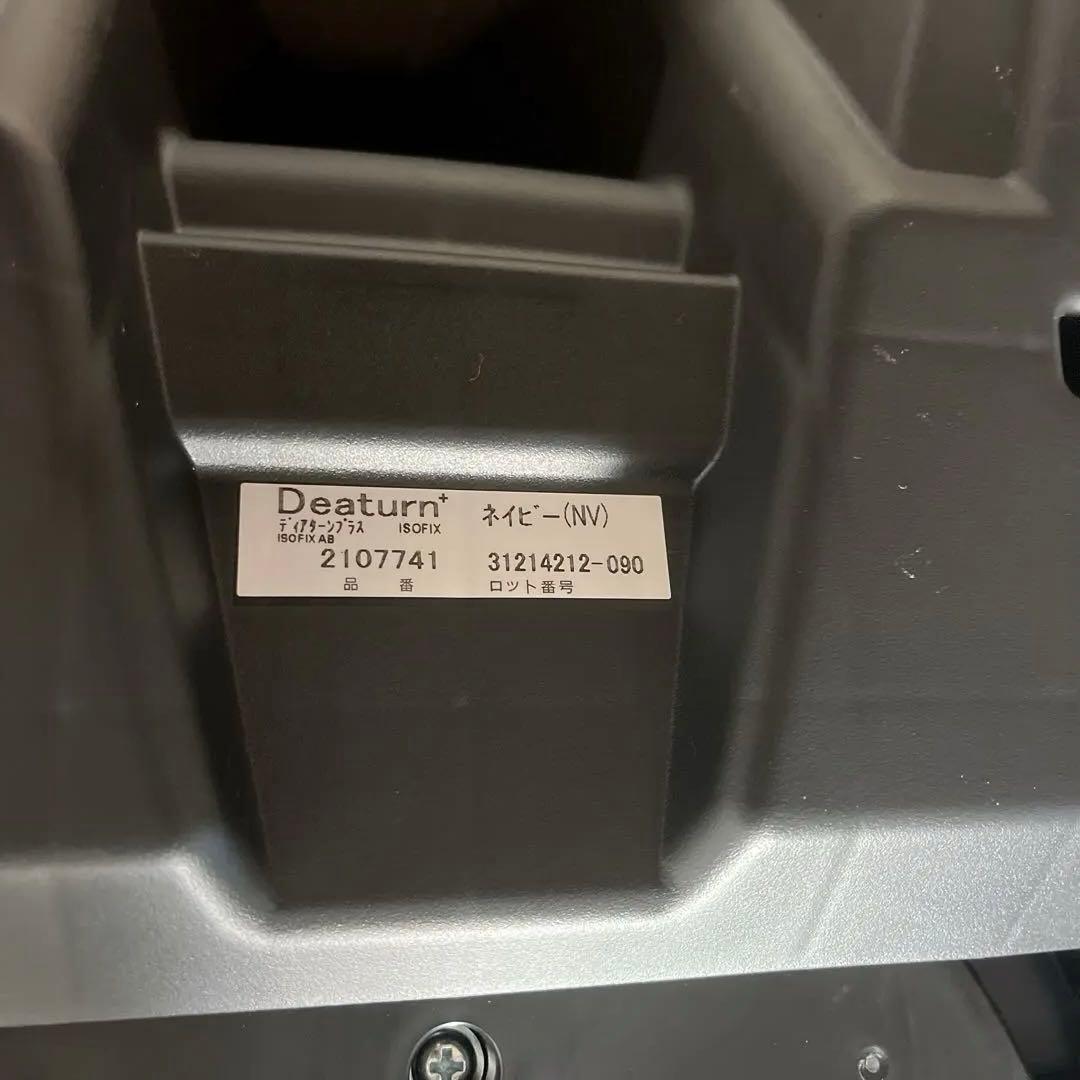 Deaturn+ ネイビー(NV)
ディアターンプラス ISOFIX
ISOFIX AB
2107741 31214212-090
品番 ロット番号